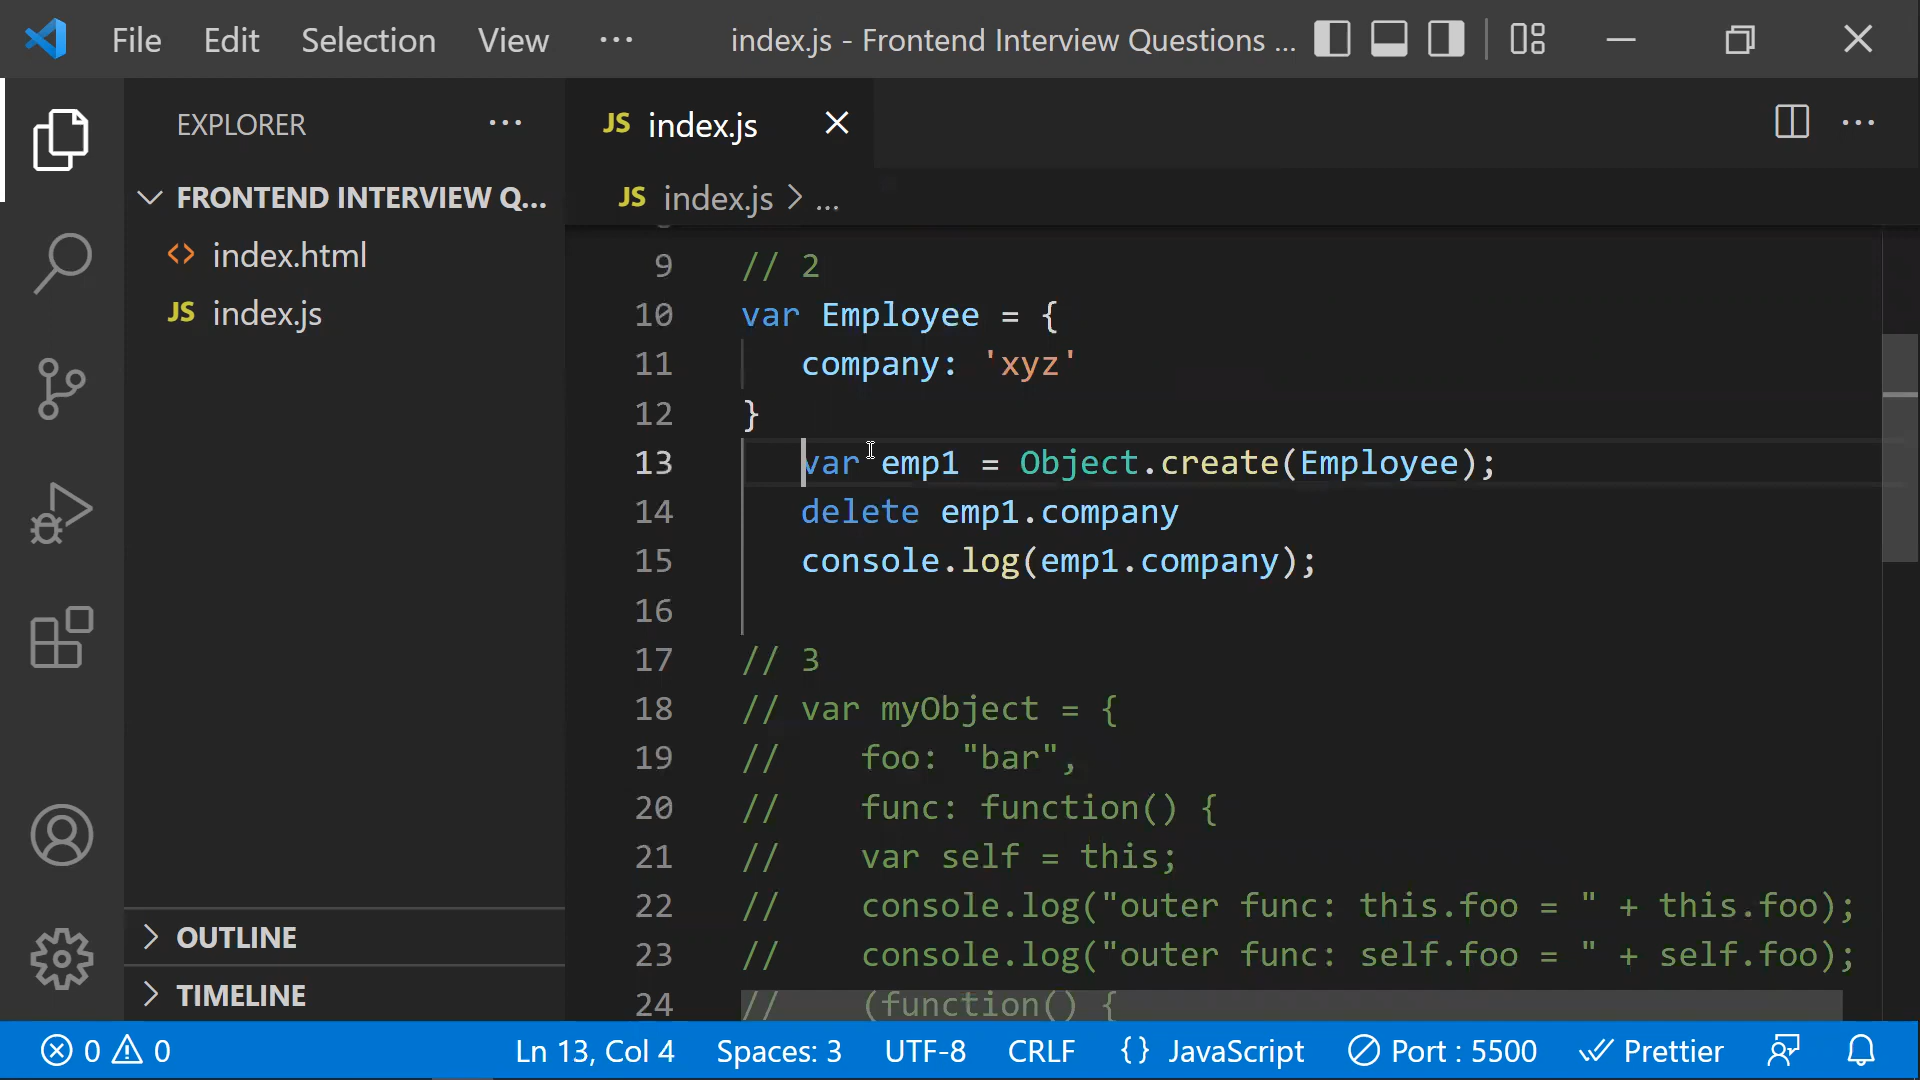 File Edit Selection View ... index.js - Frontend Interview Questions ...
EXPLORER ...
FRONTEND INTERVIEW Q...
<> index.html
JS index.js
JS index.js
JS index.js > ...
9 // 2
10 var Employee = {
11 company: 'xyz'
12 }
13 var emp1 = Object.create(Employee);
14 delete emp1.company
15 console.log(emp1.company);
16
17 // 3
18 // var myObject = {
19 // foo: "bar",
20 // func: function() {
21 // var self = this;
22 // console.log("outer func: this.foo = " + this.foo);
23 // console.log("outer func: self.foo = " + self.foo);
24 // (function() {
OUTLINE
TIMELINE
0 0 Ln 13, Col 4 Spaces: 3 UTF-8 CRLF {} JavaScript Port : 5500 Prettier